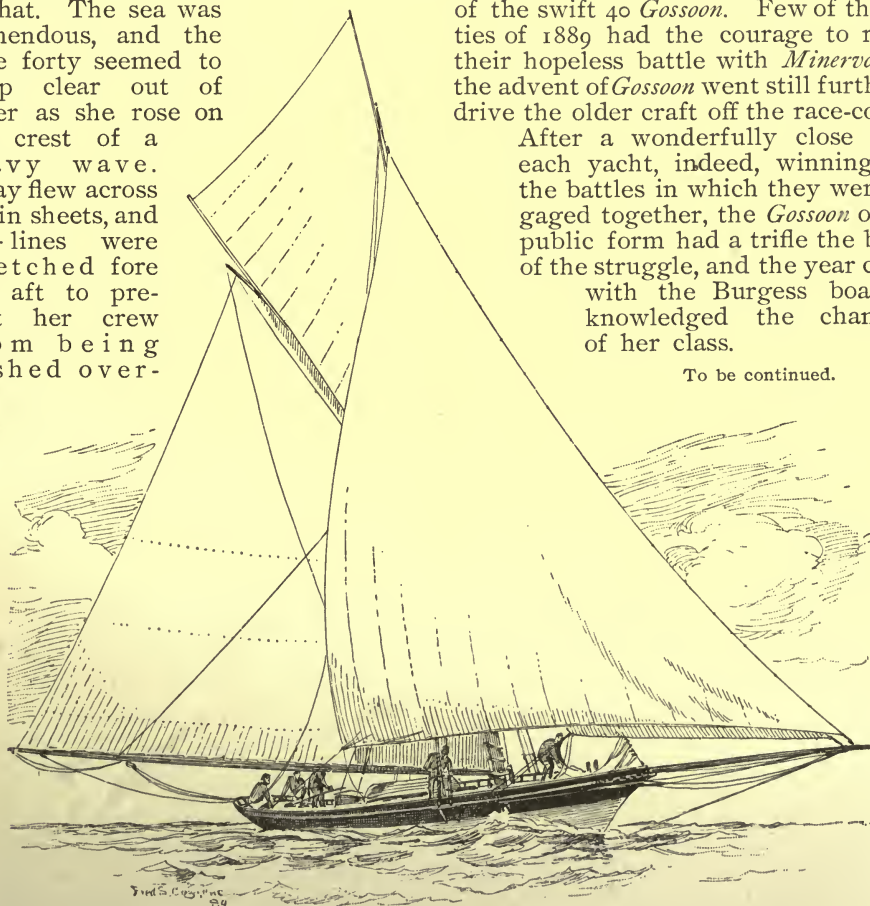 hat. The sea was
nendous, and the
e forty seemed to
p clear out of
er as she rose on
crest of a
vy wave.
ay flew across
in sheets, and
-lines were
etched fore
aft to pre-
t her crew
om being
shed over-
of the swift 40 Gossoon. Few of th
ties of 1889 had the courage to r
their hopeless battle with Minerva
the advent of Gossoon went still furth
drive the older craft off the race-co
After a wonderfully close
each yacht, indeed, winning
the battles in which they wer
gaged together, the Gossoon o
public form had a trifle the b
of the struggle, and the year c
with the Burgess boa
knowledged the chan
of her class.
To be continued.